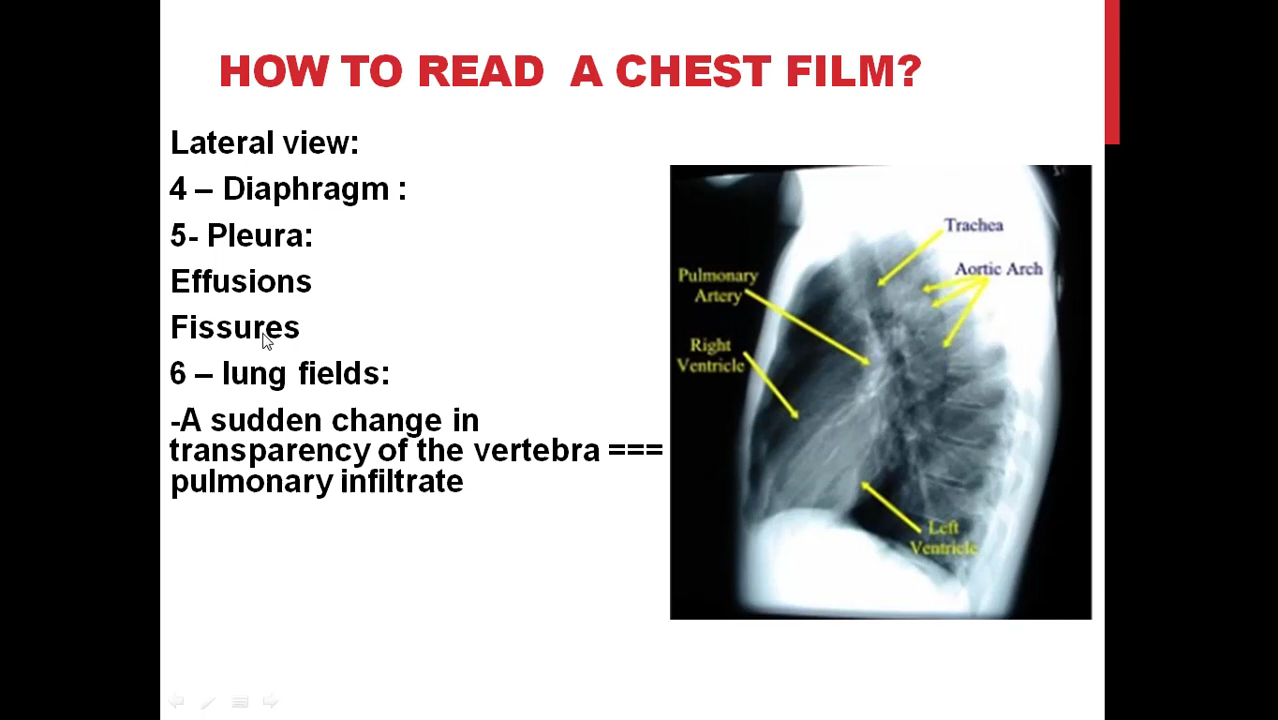 HOW TO READ A CHEST FILM?
Lateral view:
4 – Diaphragm :
5- Pleura:
Effusions
Fissures
6 – lung fields:
-A sudden change in
transparency of the vertebra ===
pulmonary infiltrate
Trachea
Aortic Arch
Pulmonary
Artery
Right
Ventricle
Left
Ventricle